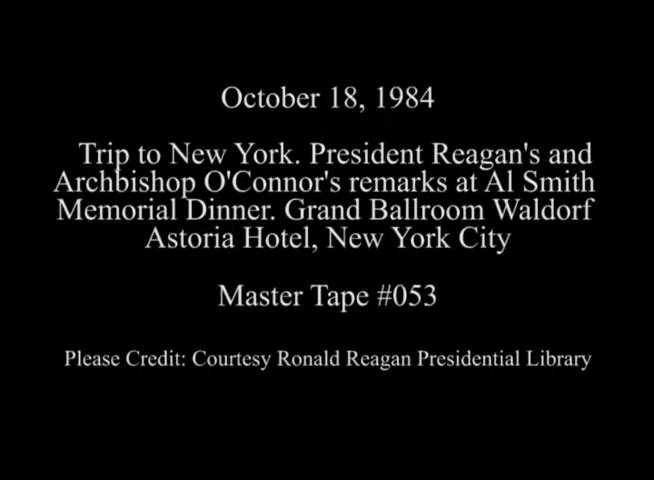 October 18, 1984
Trip to New York. President Reagan's and
Archbishop O'Connor's remarks at Al Smith
Memorial Dinner. Grand Ballroom Waldorf
Astoria Hotel, New York City
Master Tape #053
Please Credit: Courtesy Ronald Reagan Presidential Library